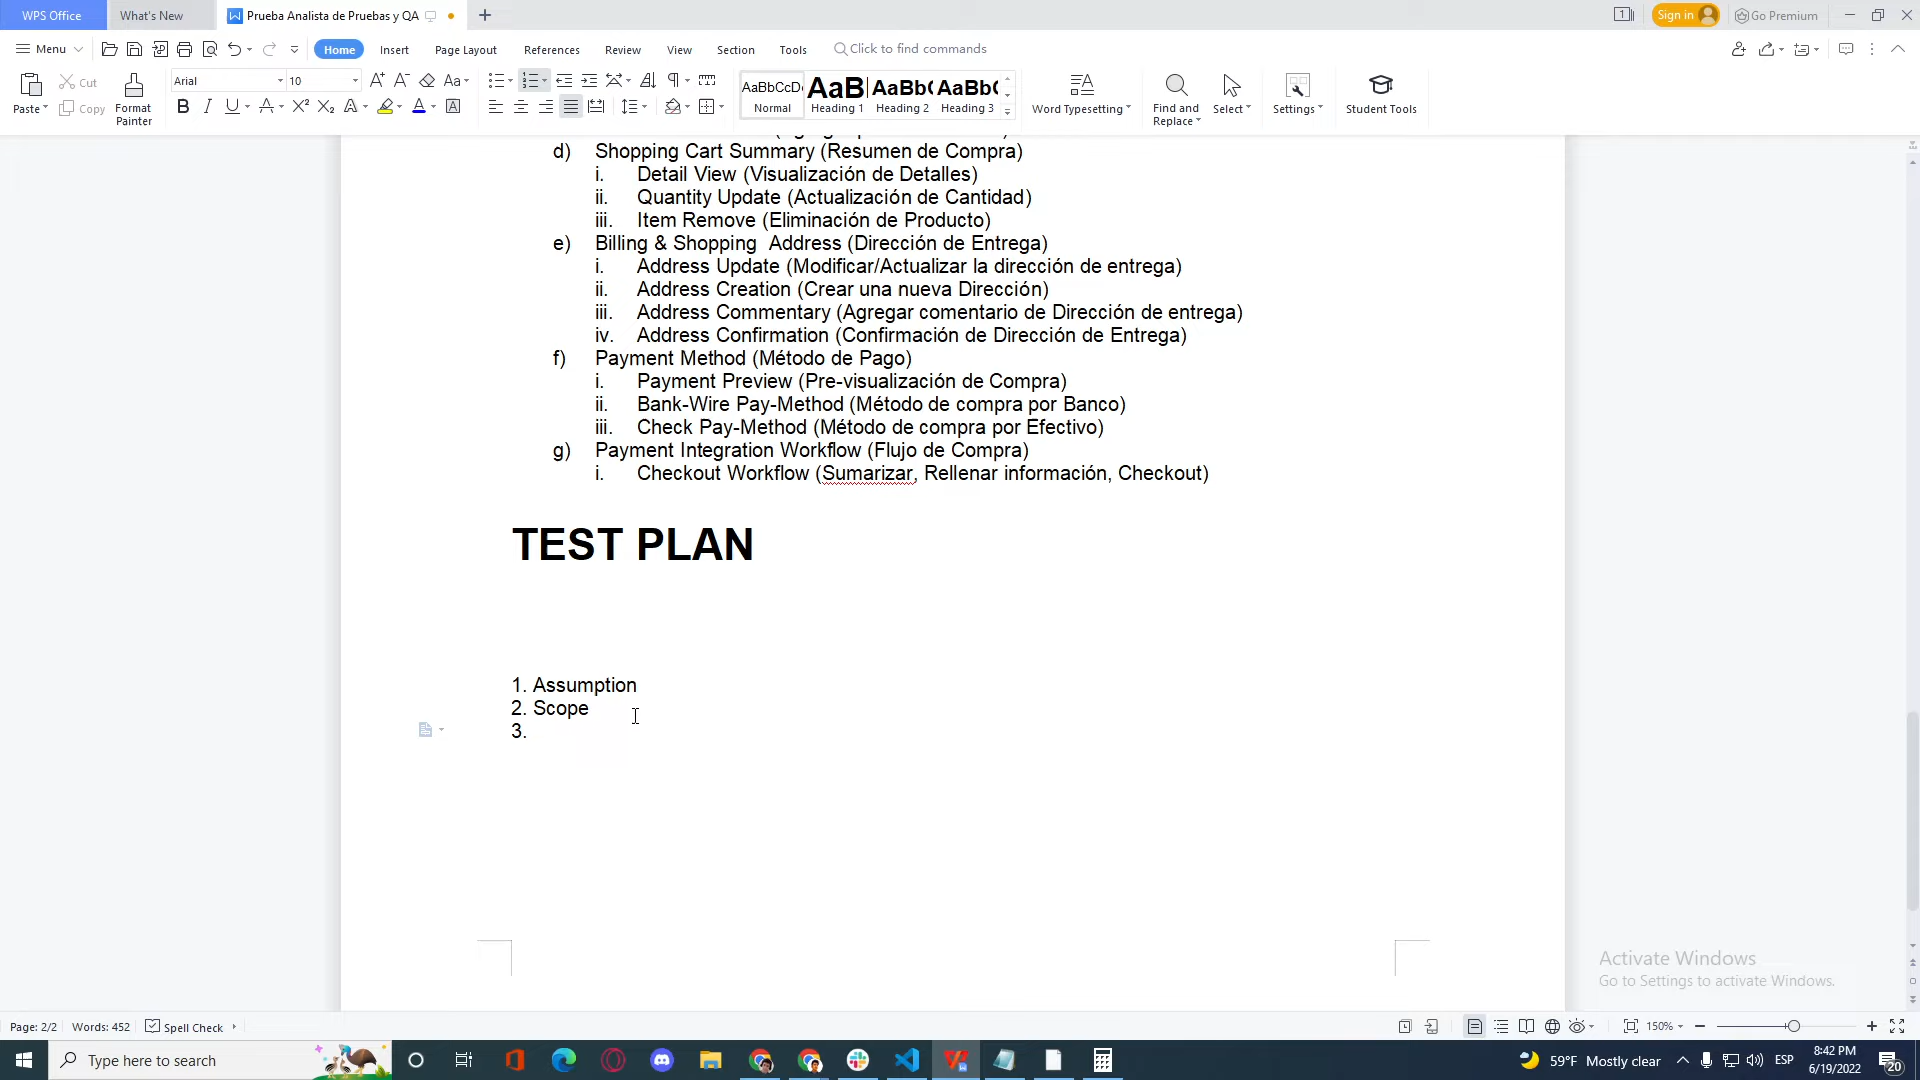 WPS Office
What's New
Prueba Analista de Pruebas y QA
Sign in
Go Premium
Menu
Home
Insert
Page Layout
References
Review
View
Section
Tools
Click to find commands
Paste
Cut
Copy
Format Painter
Arial
10
AaBbCcD
Normal
AaB
Heading 1
AaBb(
Heading 2
AaBb(
Heading 3
Word Typesetting
Find and Replace
Select
Settings
Student Tools
d) Shopping Cart Summary (Resumen de Compra)
i. Detail View (Visualización de Detalles)
ii. Quantity Update (Actualización de Cantidad)
iii. Item Remove (Eliminación de Producto)
e) Billing & Shopping  Address (Dirección de Entrega)
i. Address Update (Modificar/Actualizar la dirección de entrega)
ii. Address Creation (Crear una nueva Dirección)
iii. Address Commentary (Agregar comentario de Dirección de entrega)
iv. Address Confirmation (Confirmación de Dirección de Entrega)
f) Payment Method (Método de Pago)
i. Payment Preview (Pre-visualización de Compra)
ii. Bank-Wire Pay-Method (Método de compra por Banco)
iii. Check Pay-Method (Método de compra por Efectivo)
g) Payment Integration Workflow (Flujo de Compra)
i. Checkout Workflow (Sumarizar, Rellenar información, Checkout)
TEST PLAN
1. Assumption
2. Scope
3.
Activate Windows
Go to Settings to activate Windows.
Page: 2/2
Words: 452
Spell Check
150%
Type here to search
59°F Mostly clear
ESP
8:42 PM
6/19/2022
20